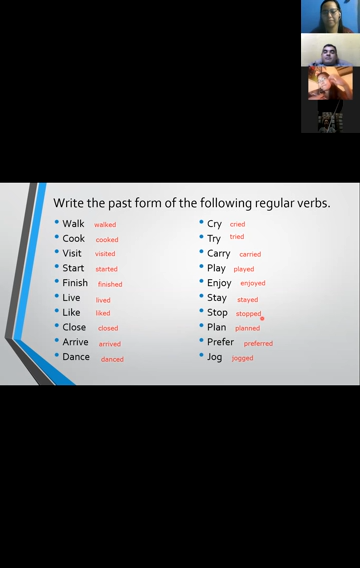 Write the past form of the following regular verbs.
• Walk walked
• Cook cooked
• Visit visited
• Start started
• Finish finished
• Live lived
• Like liked
• Close closed
• Arrive arrived
• Dance danced
• Cry cried
• Try tried
• Carry carried
• Play played
• Enjoy enjoyed
• Stay stayed
• Stop stopped
• Plan planned
• Prefer preferred
• Jog jogged